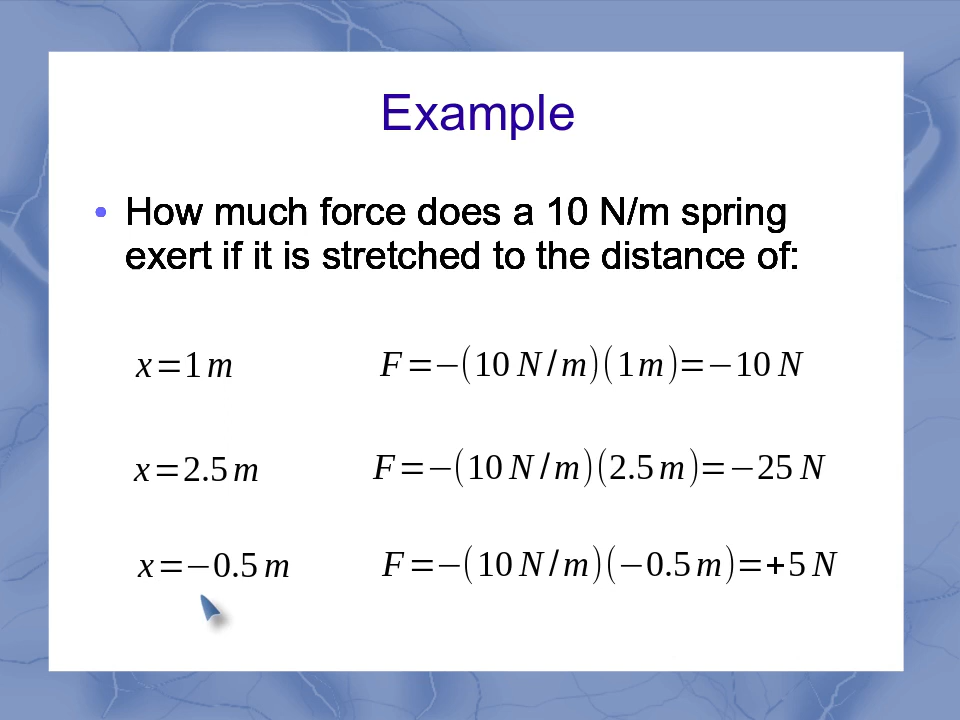 Example
• How much force does a 10 N/m spring
exert if it is stretched to the distance of:
x=1 m F=−(10 N/m)(1 m)=−10 N
x=2.5 m F=−(10 N/m)(2.5 m)=−25 N
x=−0.5 m F=−(10 N/m)(−0.5 m)=+5 N